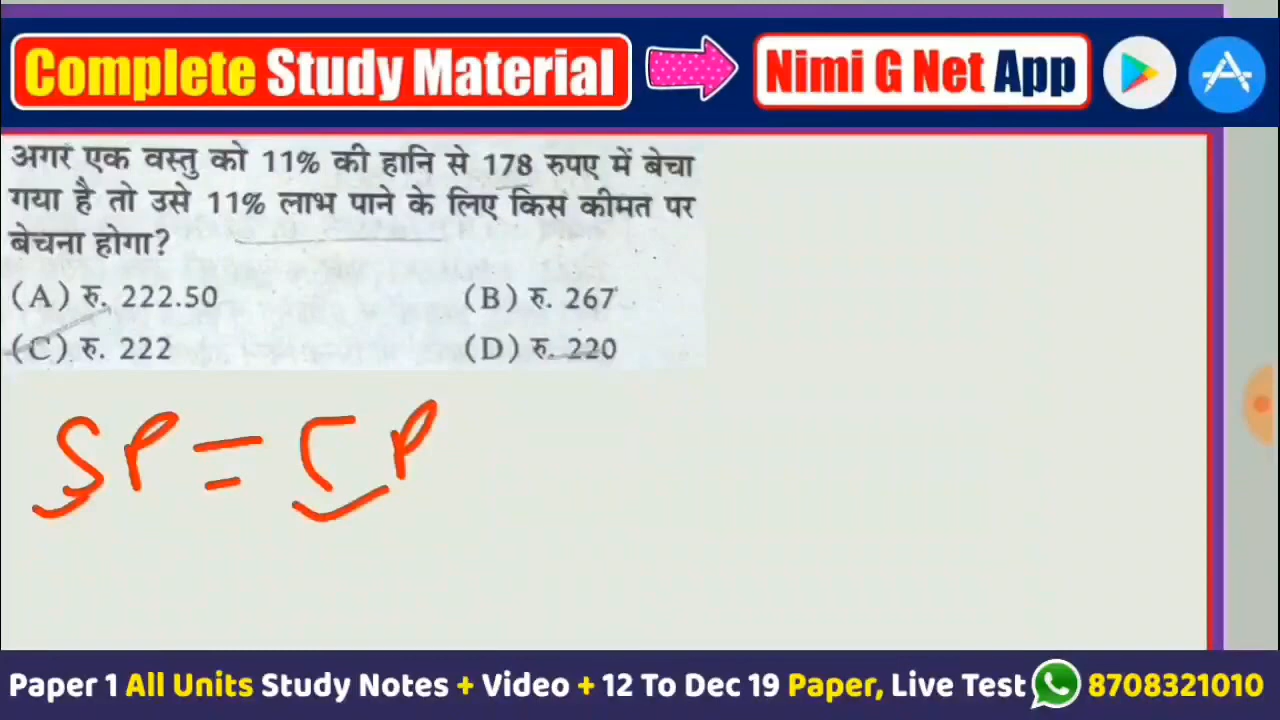 Complete Study Material Nimi G Net App
अगर एक वस्तु को 11% की हानि से 178 रुपए में बेचा
गया है तो उसे 11% लाभ पाने के लिए किस कीमत पर
बेचना होगा?
(A) रु. 222.50 (B) रु. 267
(C) रु. 222 (D) रु. 220
SP = CP
Paper 1 All Units Study Notes + Video + 12 To Dec 19 Paper, Live Test 8708321010